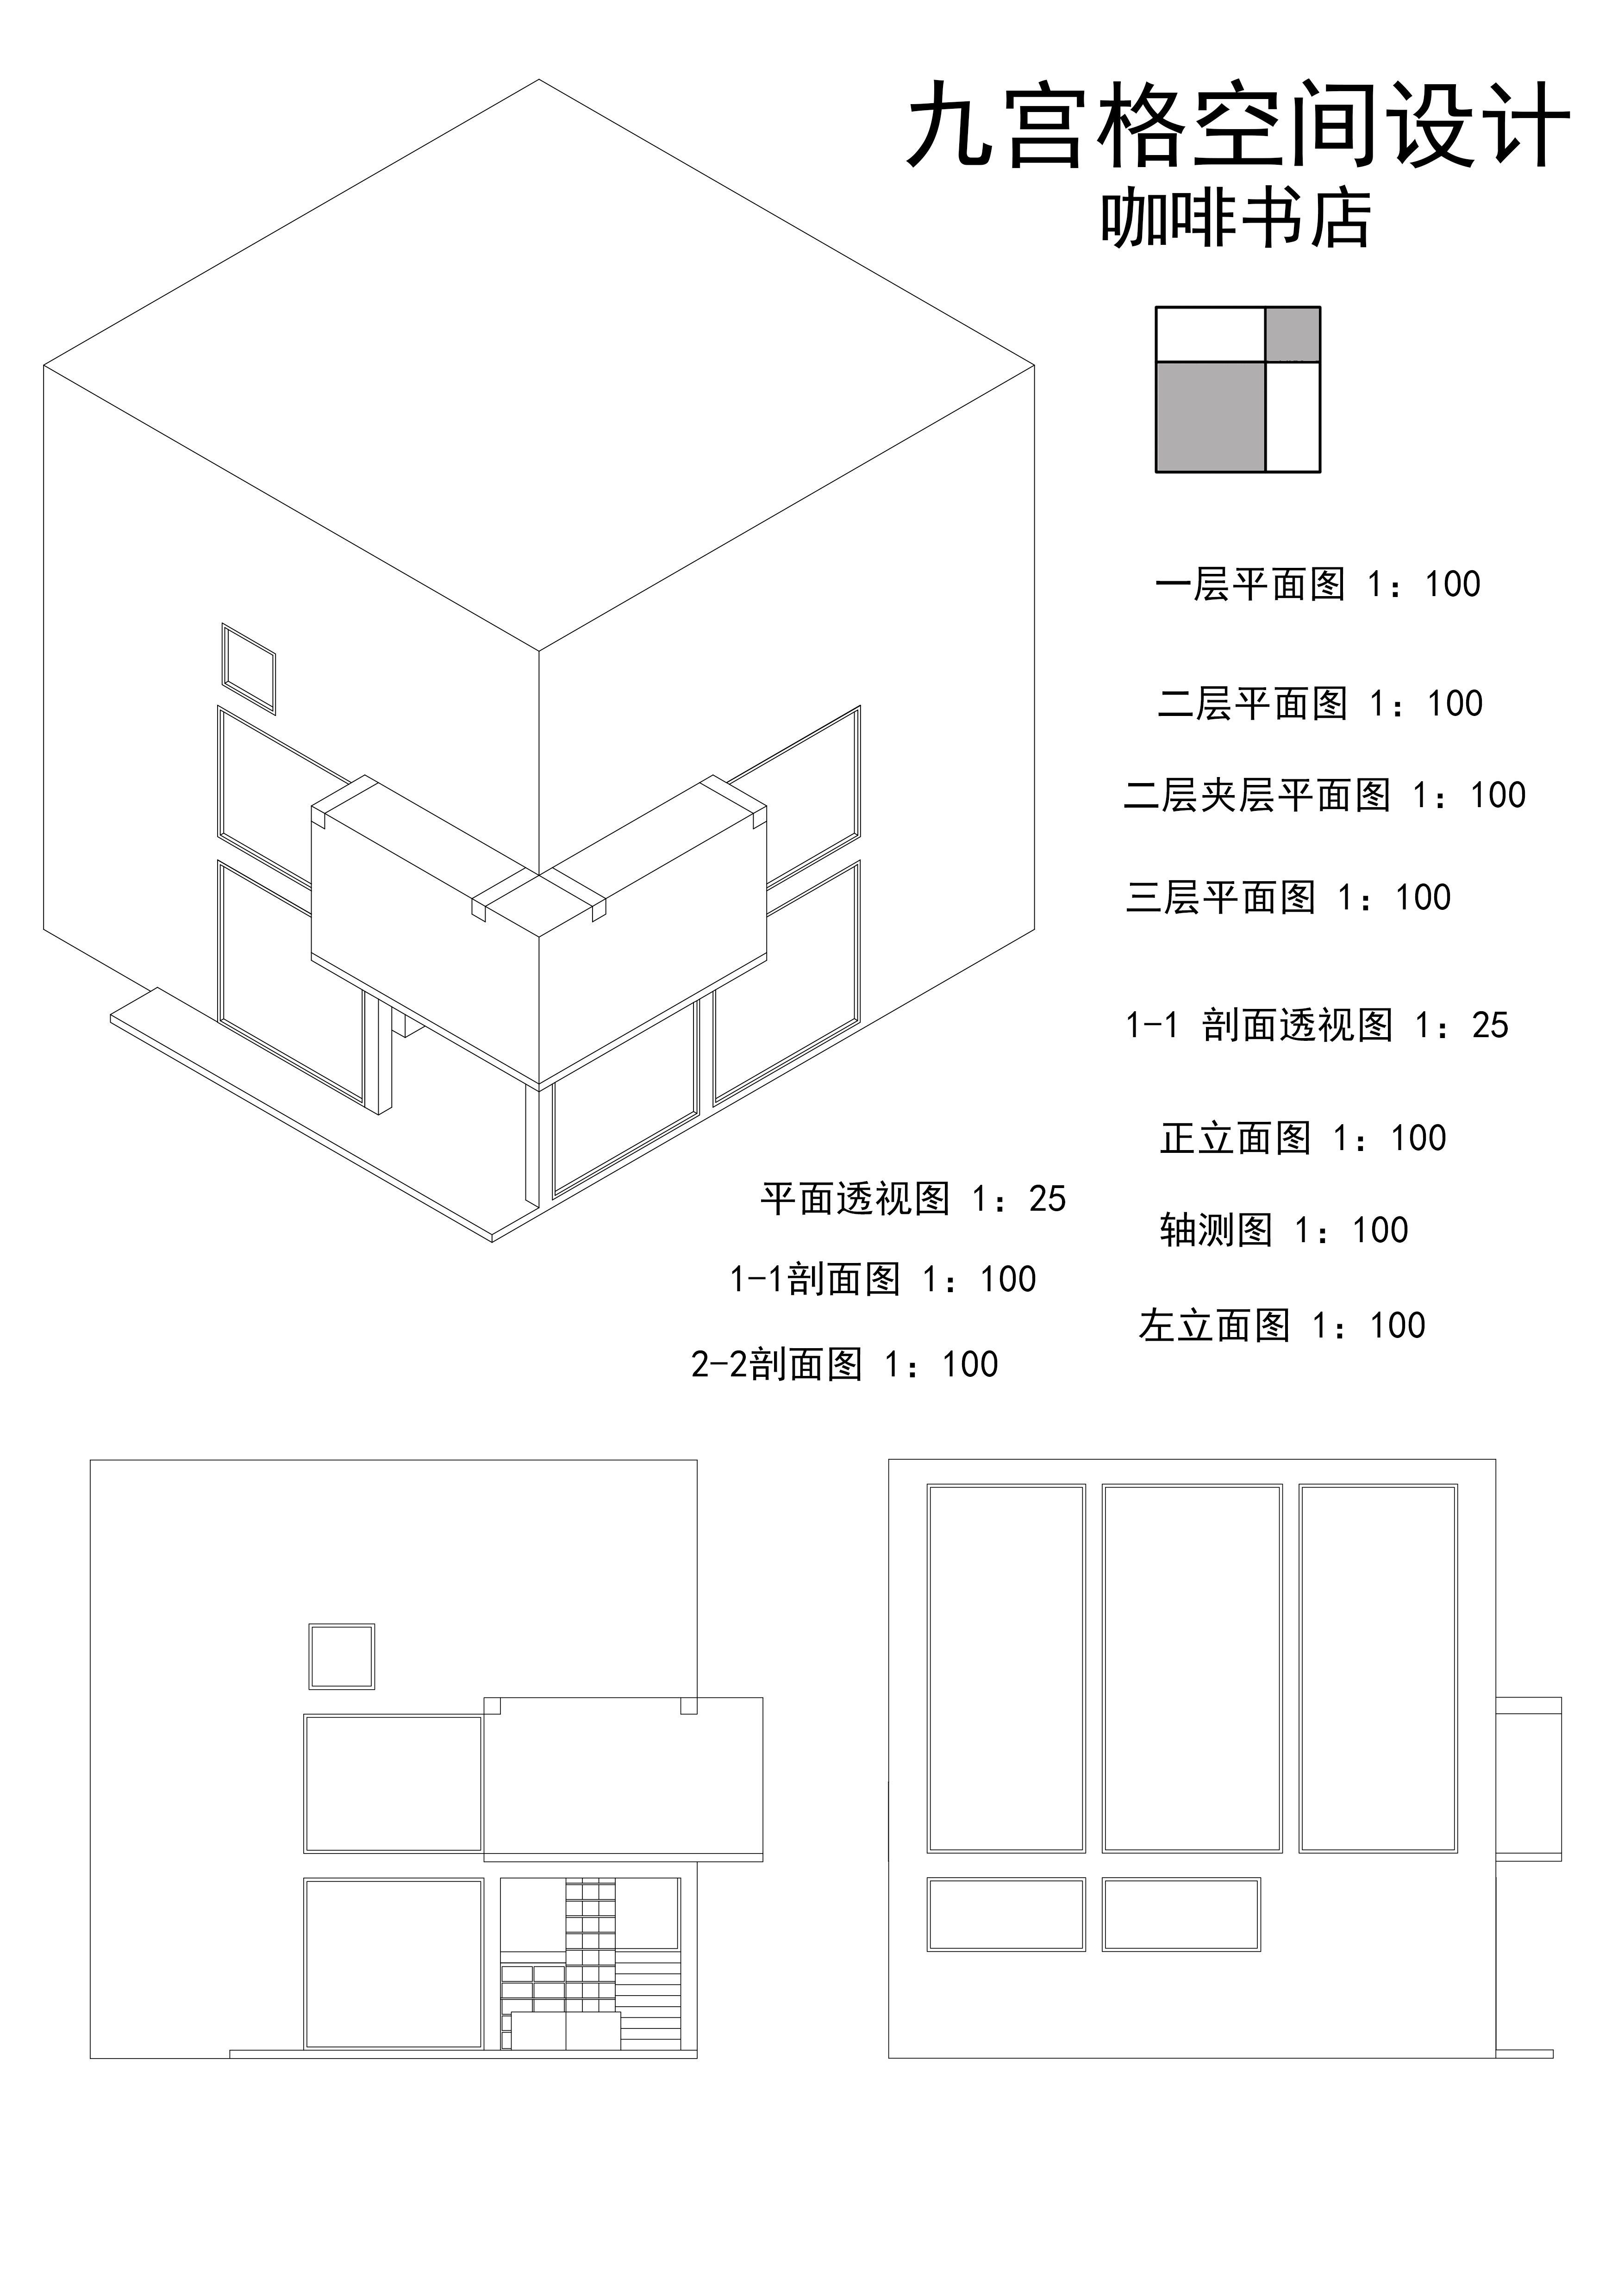 九宫格空间设计
咖啡书店
一层平面图 1：100
二层平面图 1：100
二层夹层平面图 1：100
三层平面图 1：100
1-1 剖面透视图 1：25
正立面图 1：100
平面透视图 1：25
轴测图 1：100
1-1剖面图 1：100
左立面图 1：100
2-2剖面图 1：100